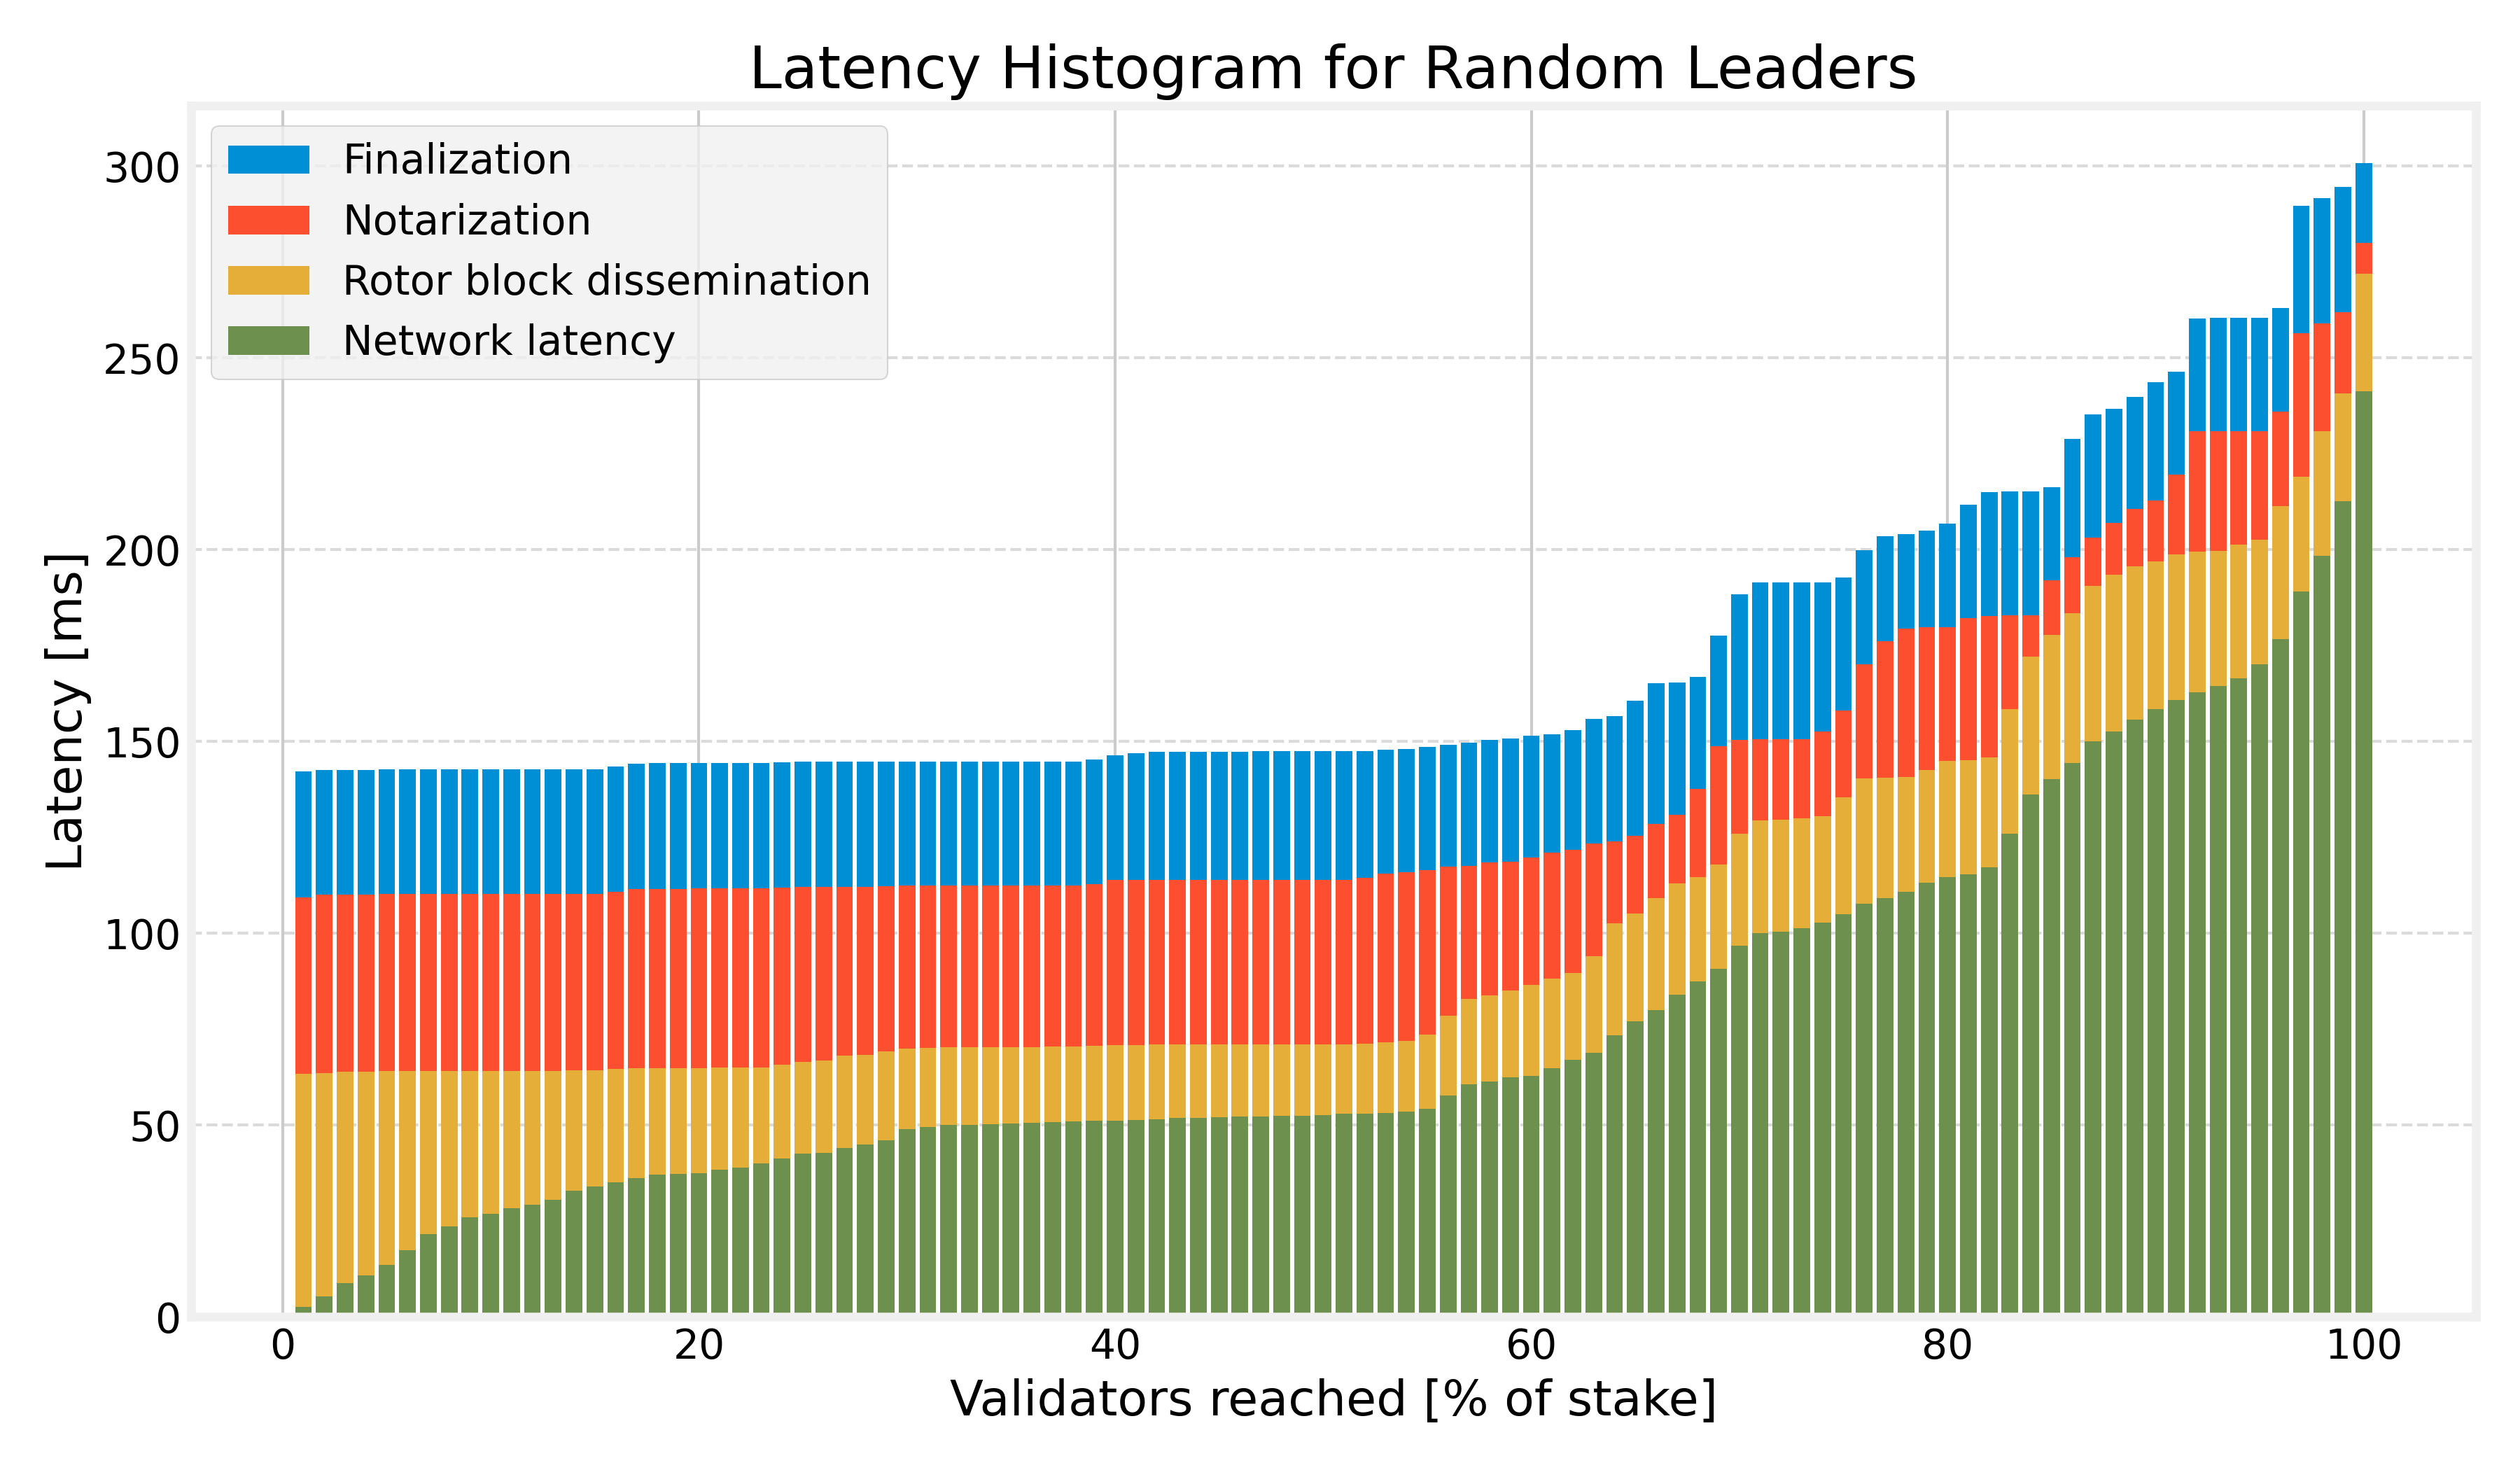 Latency Histogram for Random Leaders
Finalization
Notarization
Rotor block dissemination
Network latency
Latency [ms]
300
250
200
150
100
50
0
0 20 40 60 80 100
Validators reached [% of stake]